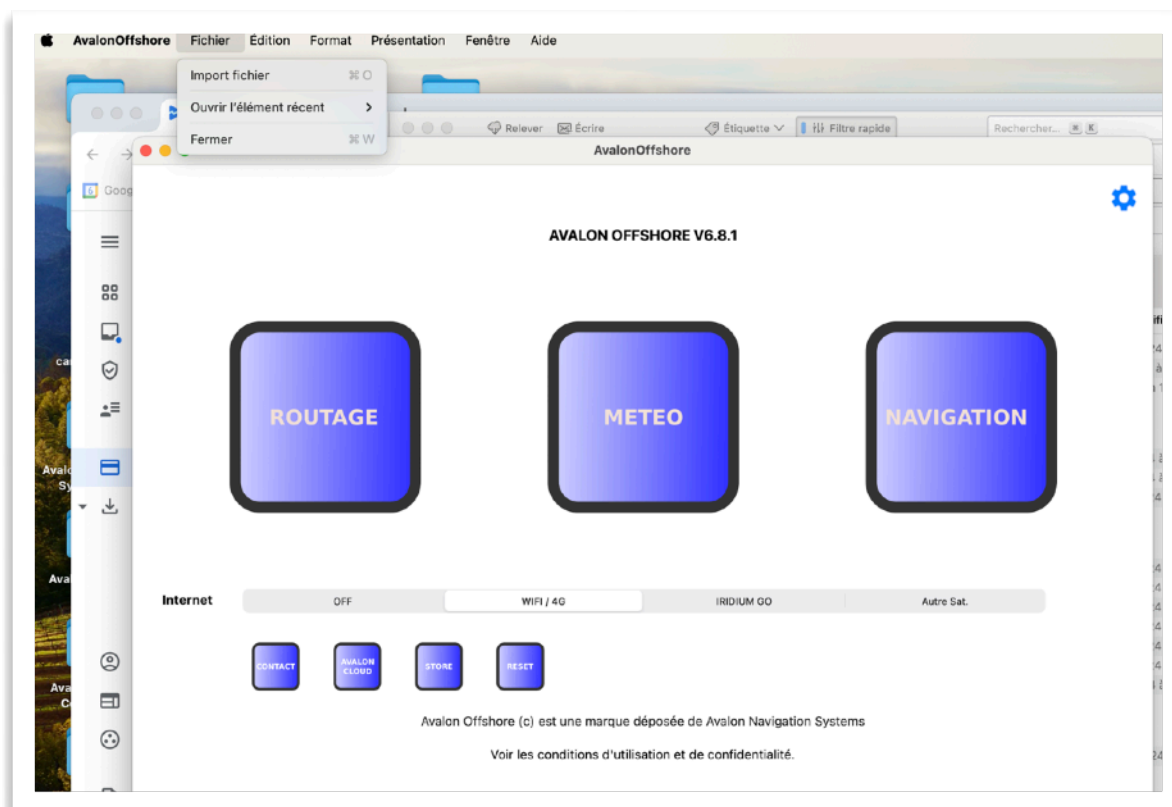 AvalonOffshore Fichier Édition Format Présentation Fenêtre Aide
Import fichier ⌘ O
Ouvrir l'élément récent >
Fermer ⌘ W
Relever Écrire Étiquette Filtre rapide Rechercher... ⌘ K
AvalonOffshore
Goog
AVALON OFFSHORE V6.8.1
ROUTAGE METEO NAVIGATION
Internet OFF WIFI / 4G IRIDIUM GO Autre Sat.
CONTACT AVALON CLOUD STORE RESET
Avalon Offshore (c) est une marque déposée de Avalon Navigation Systems
Voir les conditions d'utilisation et de confidentialité.